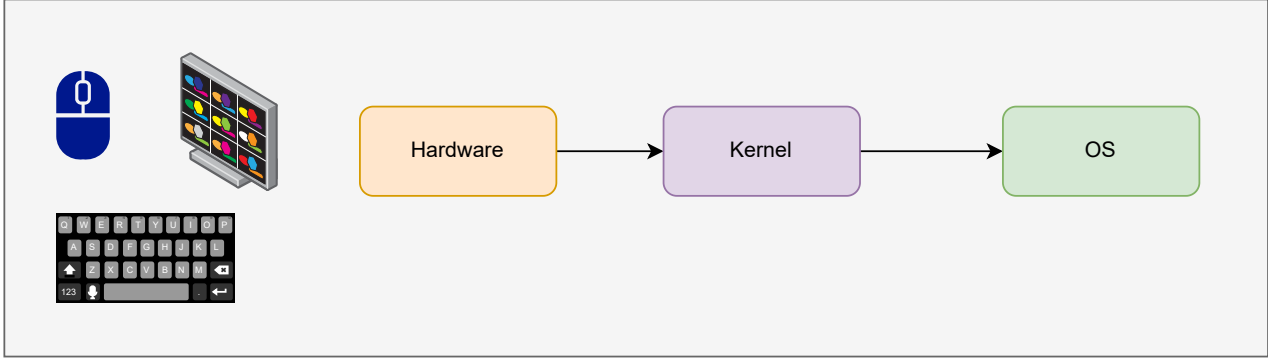 Hardware
Kernel
OS
Q W E R T Y U I O P
A S D F G H J K L
Z X C V B N M
123 .